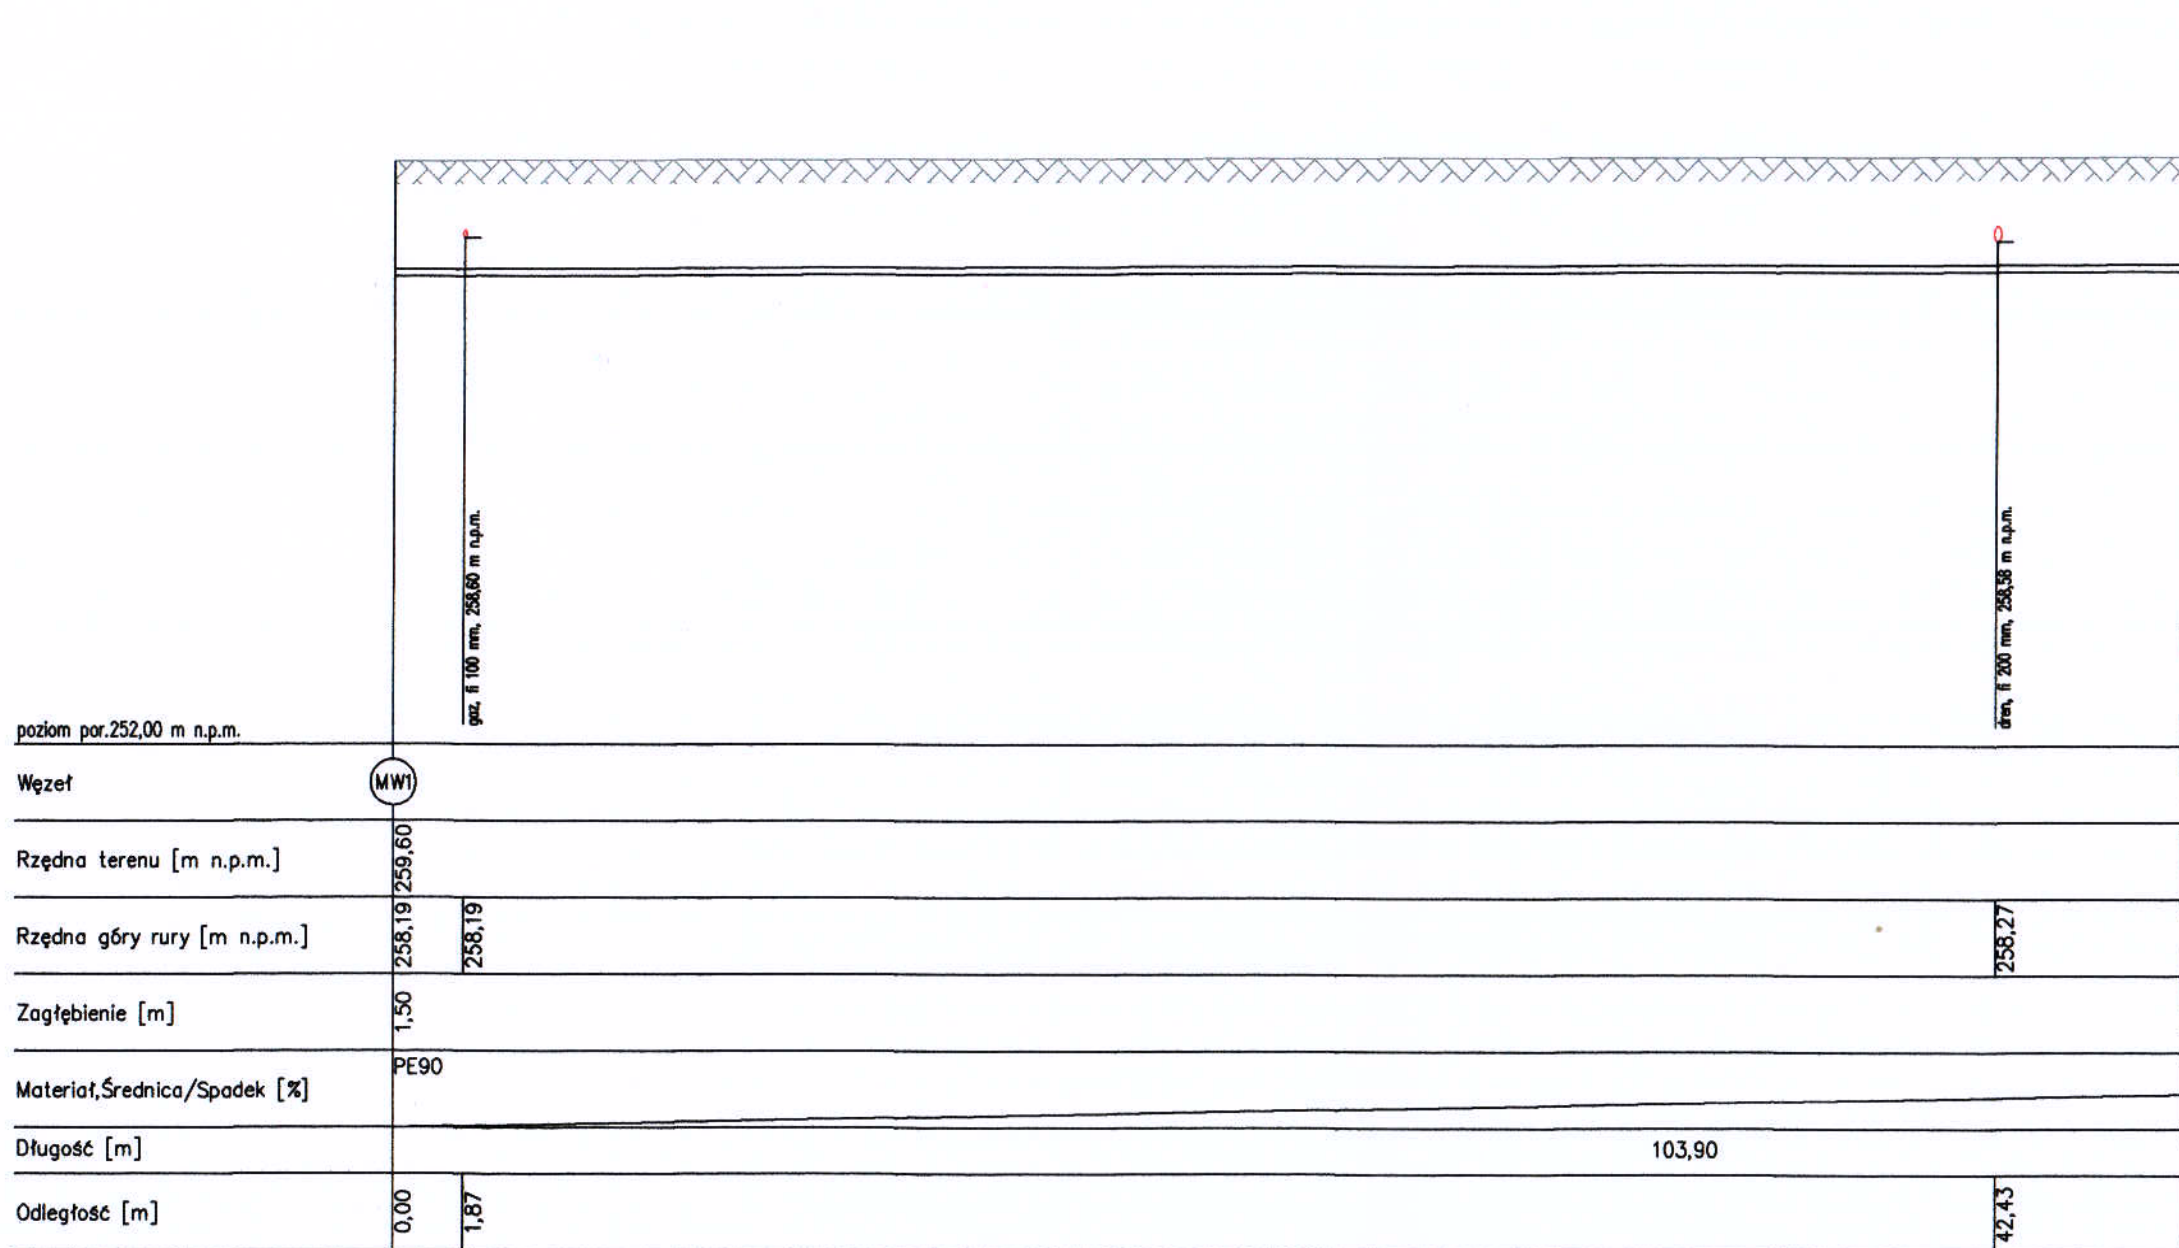 gaz, fi 100 mm, 258,60 m n.p.m.
dren, fi 200 mm, 258,58 m n.p.m.
poziom por.252,00 m n.p.m.
Węzeł
MW1
Rzędna terenu [m n.p.m.]
259,60
Rzędna góry rury [m n.p.m.]
258,19
258,19
258,27
Zagłębienie [m]
1,50
Materiał,Średnica/Spadek [%]
PE90
Długość [m]
103,90
Odległość [m]
0,00
1,87
42,43